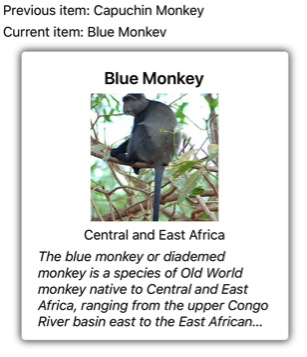 Previous item: Capuchin Monkey
Current item: Blue Monkey
Blue Monkey
Central and East Africa
The blue monkey or diademed
monkey is a species of Old World
monkey native to Central and East
Africa, ranging from the upper Congo
River basin east to the East African...